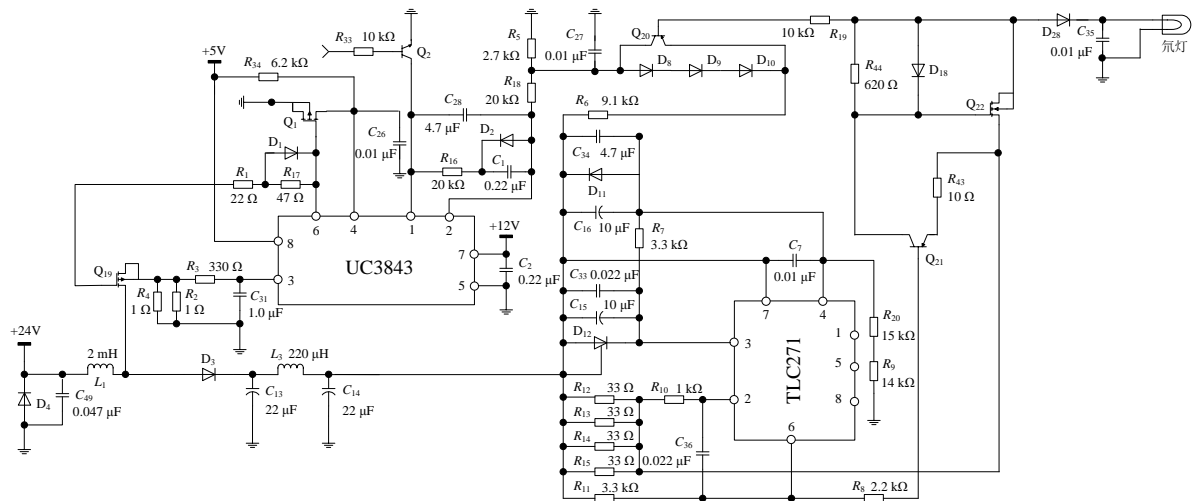 R33 10 kΩ
Q2
+5V
R34 6.2 kΩ
Q1
D1
R1
22 Ω
R17
47 Ω
C26
0.01 μF
C28
4.7 μF
R16
20 kΩ
D2
C1
0.22 μF
R5
2.7 kΩ
R18
20 kΩ
C27
0.01 μF
Q20
D8
D9
D10
R6 9.1 kΩ
10 kΩ
R19
R44
620 Ω
D18
Q22
D28
C35
0.01 μF
氘灯
6
4
1
2
8
3
7
5
UC3843
+12V
C2
0.22 μF
Q19
R3 330 Ω
R4
1 Ω
R2
1 Ω
C31
1.0 μF
+24V
2 mH
L1
D4
C49
0.047 μF
D3
L3 220 μH
C13
22 μF
C14
22 μF
C34 4.7 μF
D11
C16 10 μF
R7
3.3 kΩ
C33 0.022 μF
C15 10 μF
D12
C7
0.01 μF
R43
10 Ω
Q21
R20
15 kΩ
R9
14 kΩ
7
4
3
1
5
2
8
6
TLC271
R12 33 Ω
R13 33 Ω
R14 33 Ω
R15 33 Ω
R11 3.3 kΩ
R10 1 kΩ
C36
0.022 μF
R8 2.2 kΩ